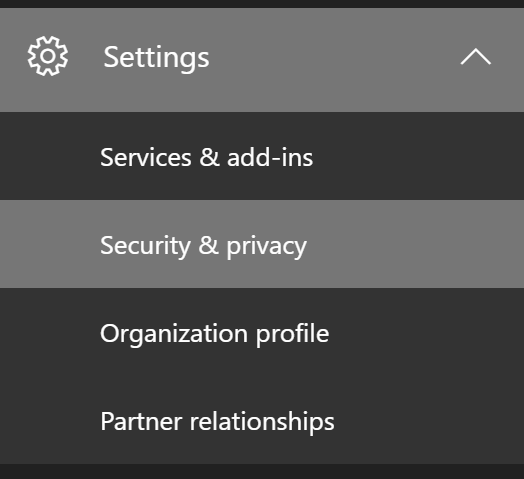 Settings
Services & add-ins
Security & privacy
Organization profile
Partner relationships